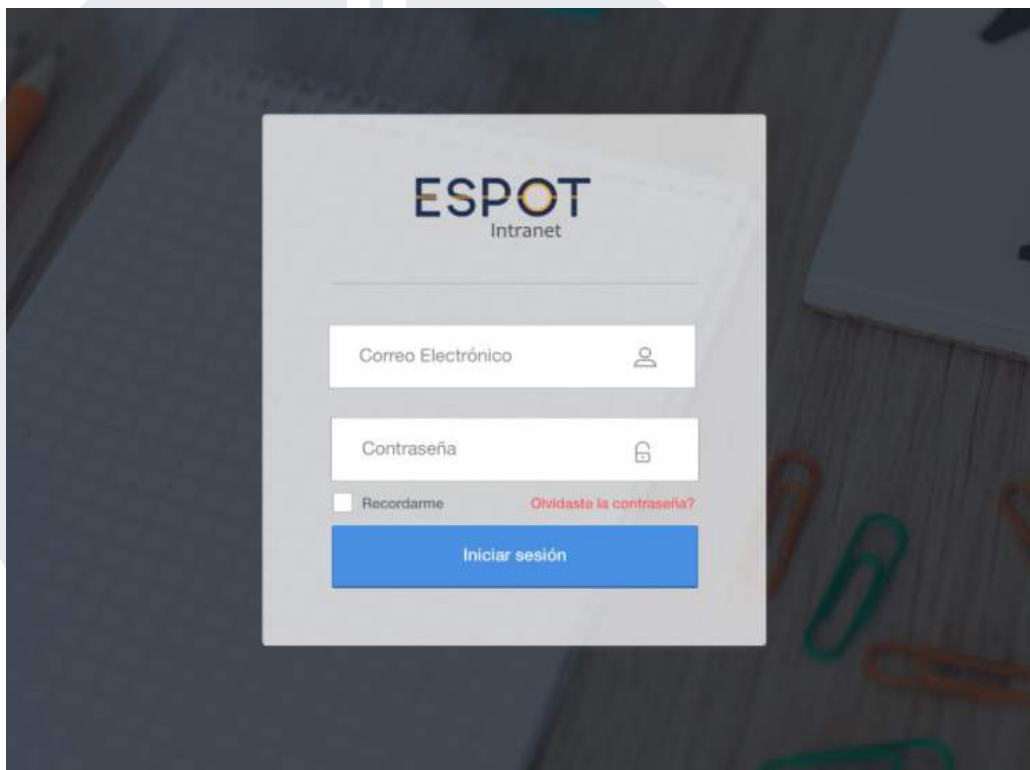 ESPOT
Intranet
Correo Electrónico
Contraseña
Recordarme Olvidaste la contraseña?
Iniciar sesión